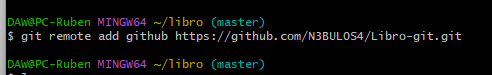 DAW@PC-Ruben MINGW64 ~/libro (master)
$ git remote add github https://github.com/N3BULOS4/Libro-git.git
DAW@PC-Ruben MINGW64 ~/libro (master)